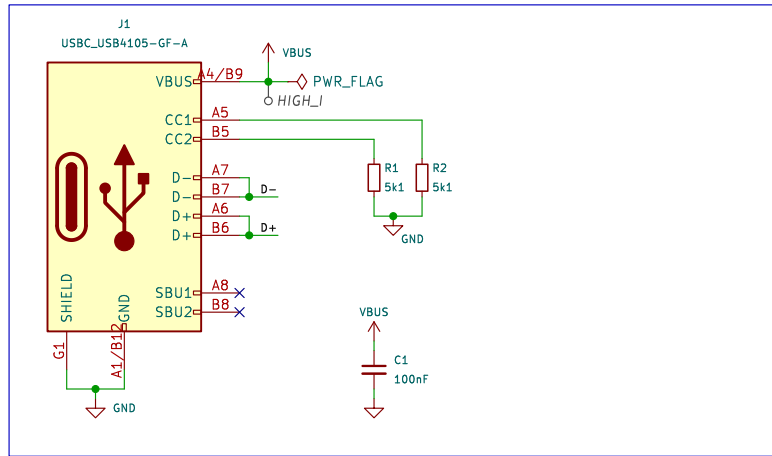 J1
USBC_USB4105-GF-A
VBUS
A4/B9
VBUS
PWR_FLAG
HIGH_I
CC1
A5
CC2
B5
R1
5k1
R2
5k1
GND
D-
A7
D-
B7
D-
D+
A6
D+
B6
D+
SBU1
A8
SBU2
B8
SHIELD
GND
G1
A1/B12
GND
VBUS
C1
100nF